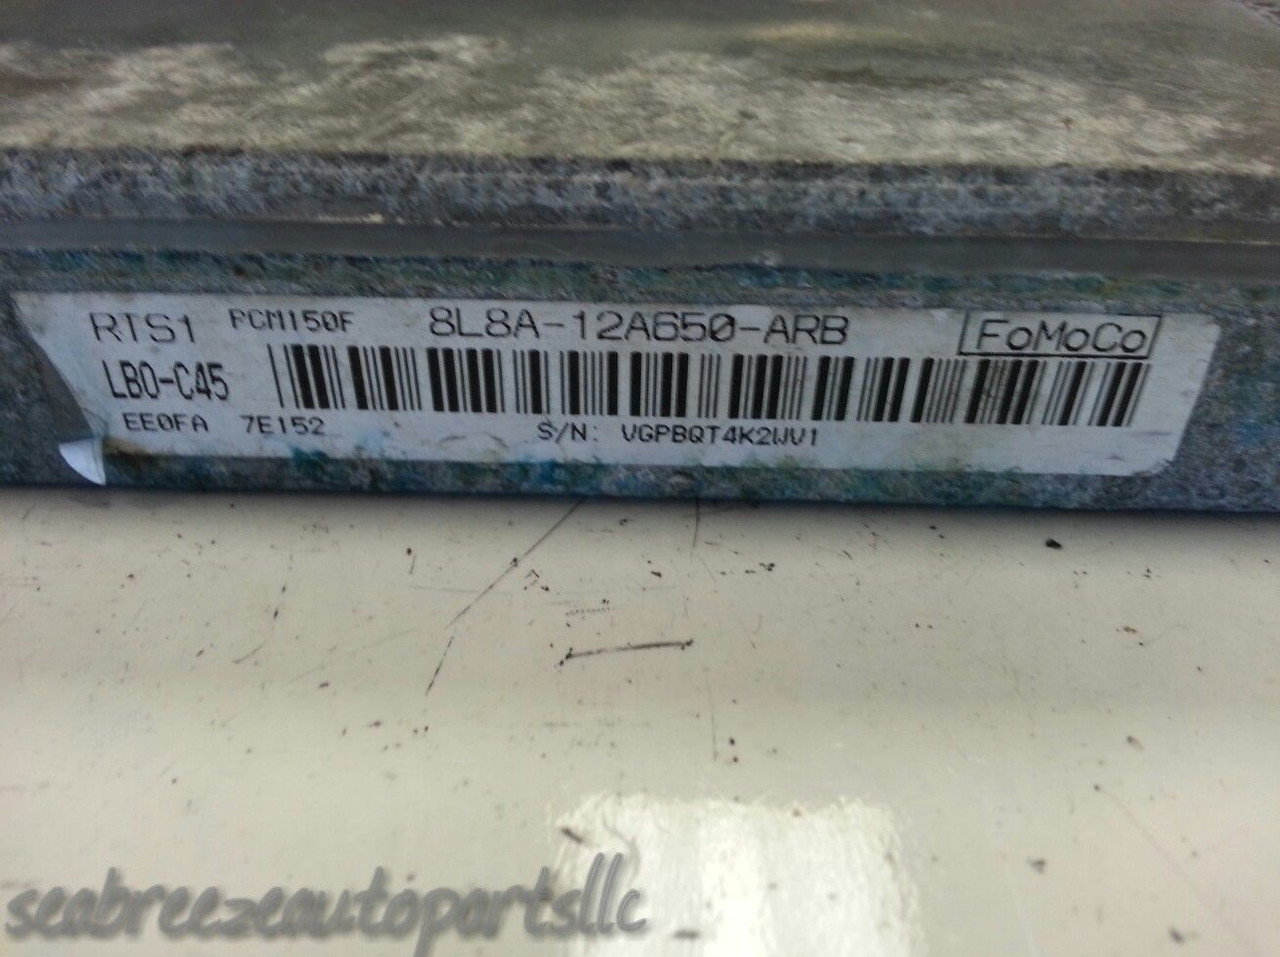 RTS1 PCM150F 8L8A-12A650-ARB FoMoCo
LB0-C45
EE0FA 7E152 S/N: VGPBQT4K2WV1
seabreezeautopartsllc